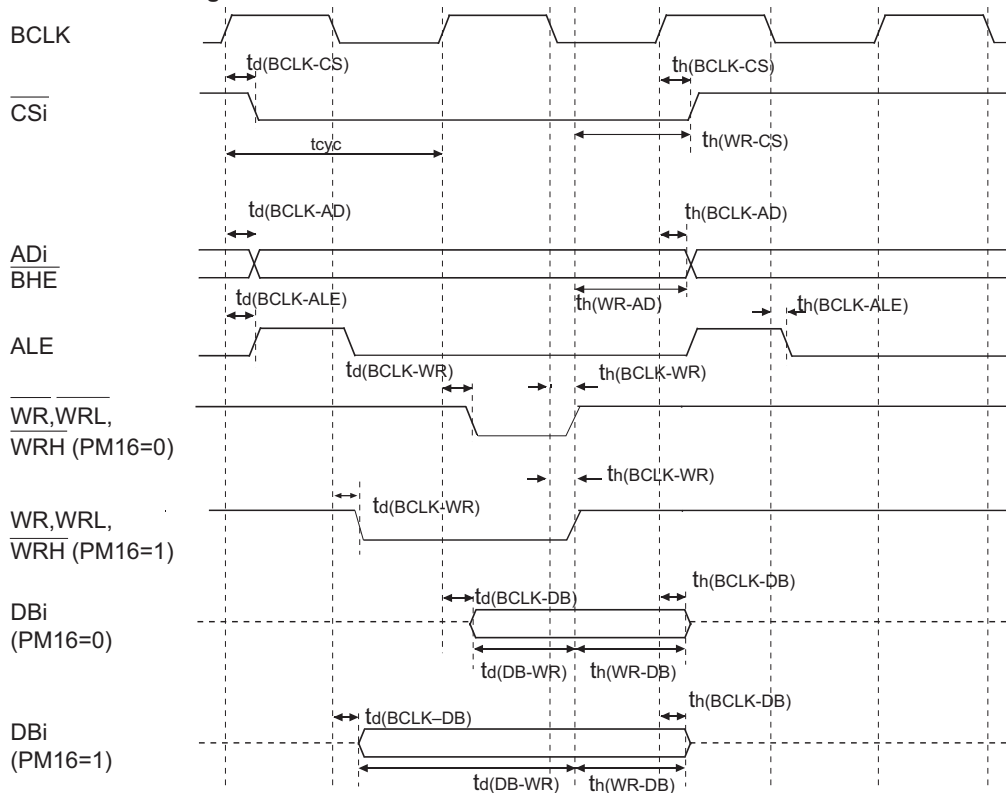 BCLK
td(BCLK-CS)
th(BCLK-CS)
CSi
tcyc
th(WR-CS)
td(BCLK-AD)
th(BCLK-AD)
ADi
BHE
td(BCLK-ALE)
th(WR-AD)
th(BCLK-ALE)
ALE
td(BCLK-WR)
th(BCLK-WR)
WR,WRL,
WRH (PM16=0)
th(BCLK-WR)
td(BCLK-WR)
WR,WRL,
WRH (PM16=1)
th(BCLK-DB)
td(BCLK-DB)
DBi
(PM16=0)
td(DB-WR)
th(WR-DB)
th(BCLK-DB)
td(BCLK–DB)
DBi
(PM16=1)
td(DB-WR)
th(WR-DB)